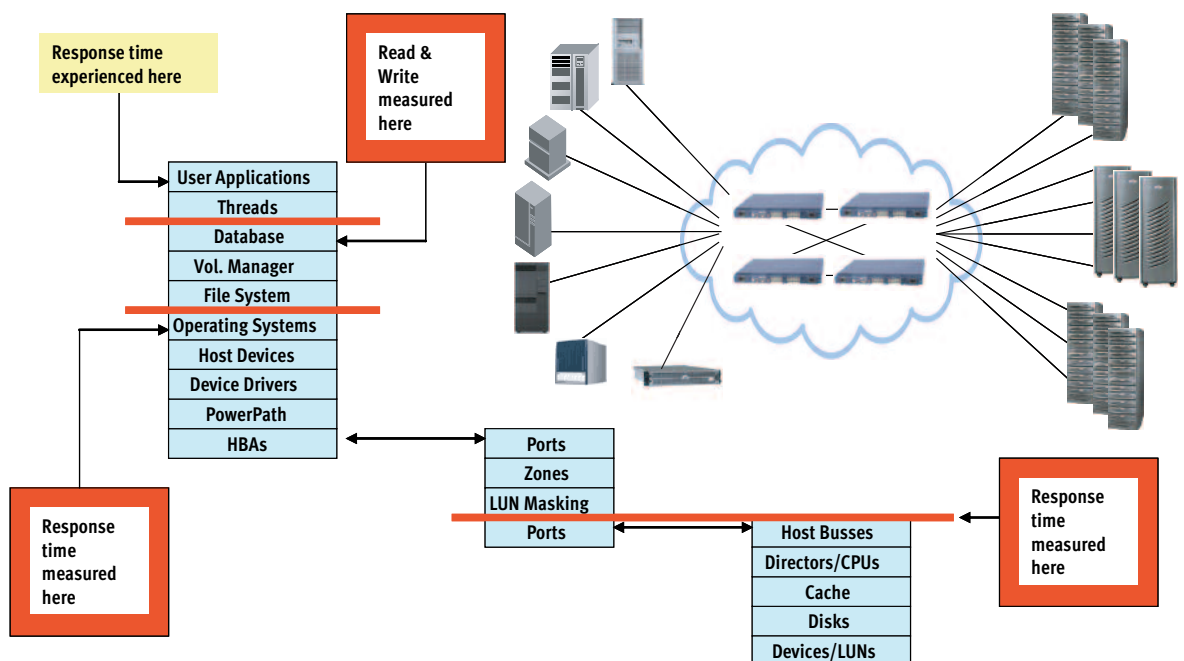 Response time
experienced here
Read &
Write
measured
here
User Applications
Threads
Database
Vol. Manager
File System
Operating Systems
Host Devices
Device Drivers
PowerPath
HBAs
Response
time
measured
here
Ports
Zones
LUN Masking
Ports
Host Busses
Directors/CPUs
Cache
Disks
Devices/LUNs
Response
time
measured
here